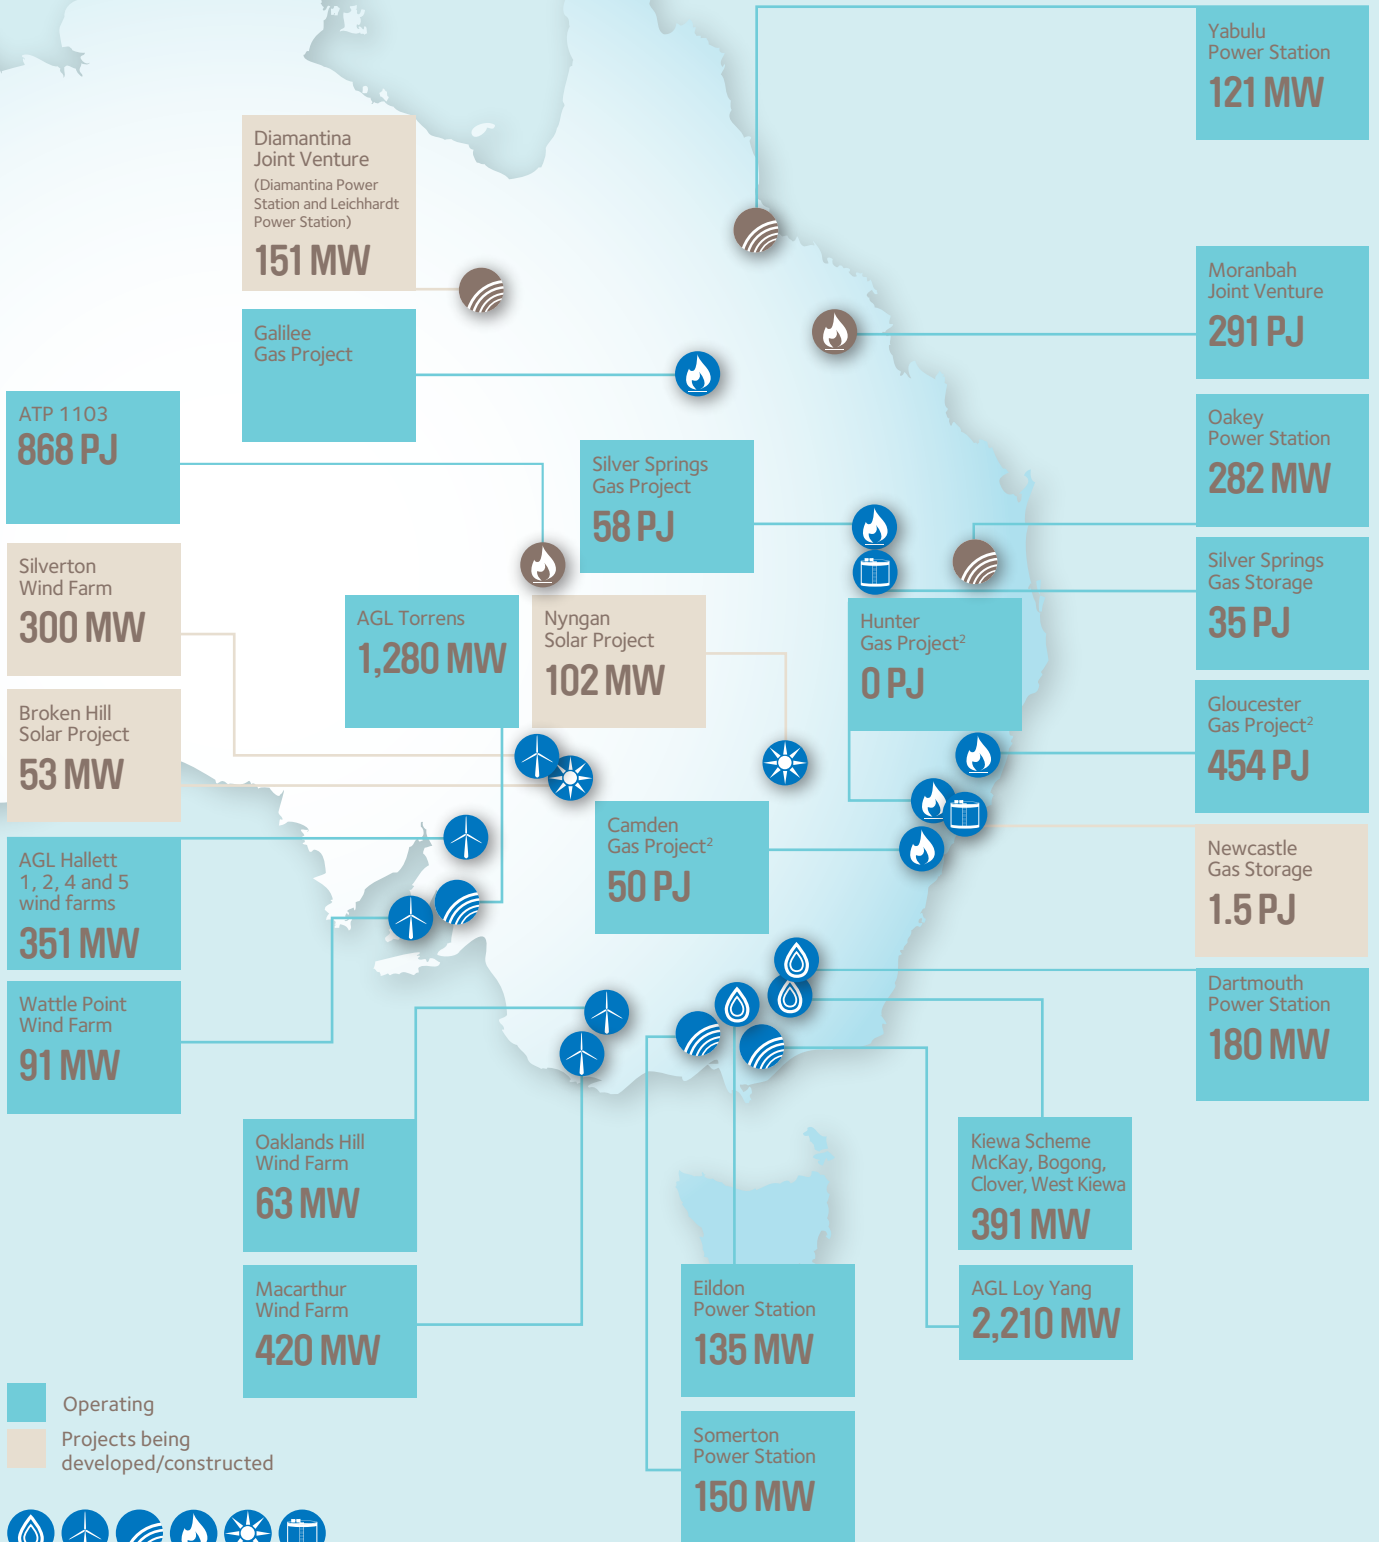 Yabulu
Power Station
121 MW
Diamantina
Joint Venture
(Diamantina Power
Station and Leichhardt
Power Station)
151 MW
Moranbah
Joint Venture
291 PJ
Galilee
Gas Project
ATP 1103
868 PJ
Oakey
Power Station
282 MW
Silver Springs
Gas Project
58 PJ
Silverton
Wind Farm
300 MW
Silver Springs
Gas Storage
35 PJ
AGL Torrens
1,280 MW
Nyngan
Solar Project
102 MW
Hunter
Gas Project²
0 PJ
Broken Hill
Solar Project
53 MW
Gloucester
Gas Project²
454 PJ
Camden
Gas Project²
50 PJ
Newcastle
Gas Storage
1.5 PJ
AGL Hallett
1, 2, 4 and 5
wind farms
351 MW
Dartmouth
Power Station
180 MW
Wattle Point
Wind Farm
91 MW
Oaklands Hill
Wind Farm
63 MW
Kiewa Scheme
McKay, Bogong,
Clover, West Kiewa
391 MW
Macarthur
Wind Farm
420 MW
Eildon
Power Station
135 MW
AGL Loy Yang
2,210 MW
Somerton
Power Station
150 MW
Operating
Projects being
developed/constructed